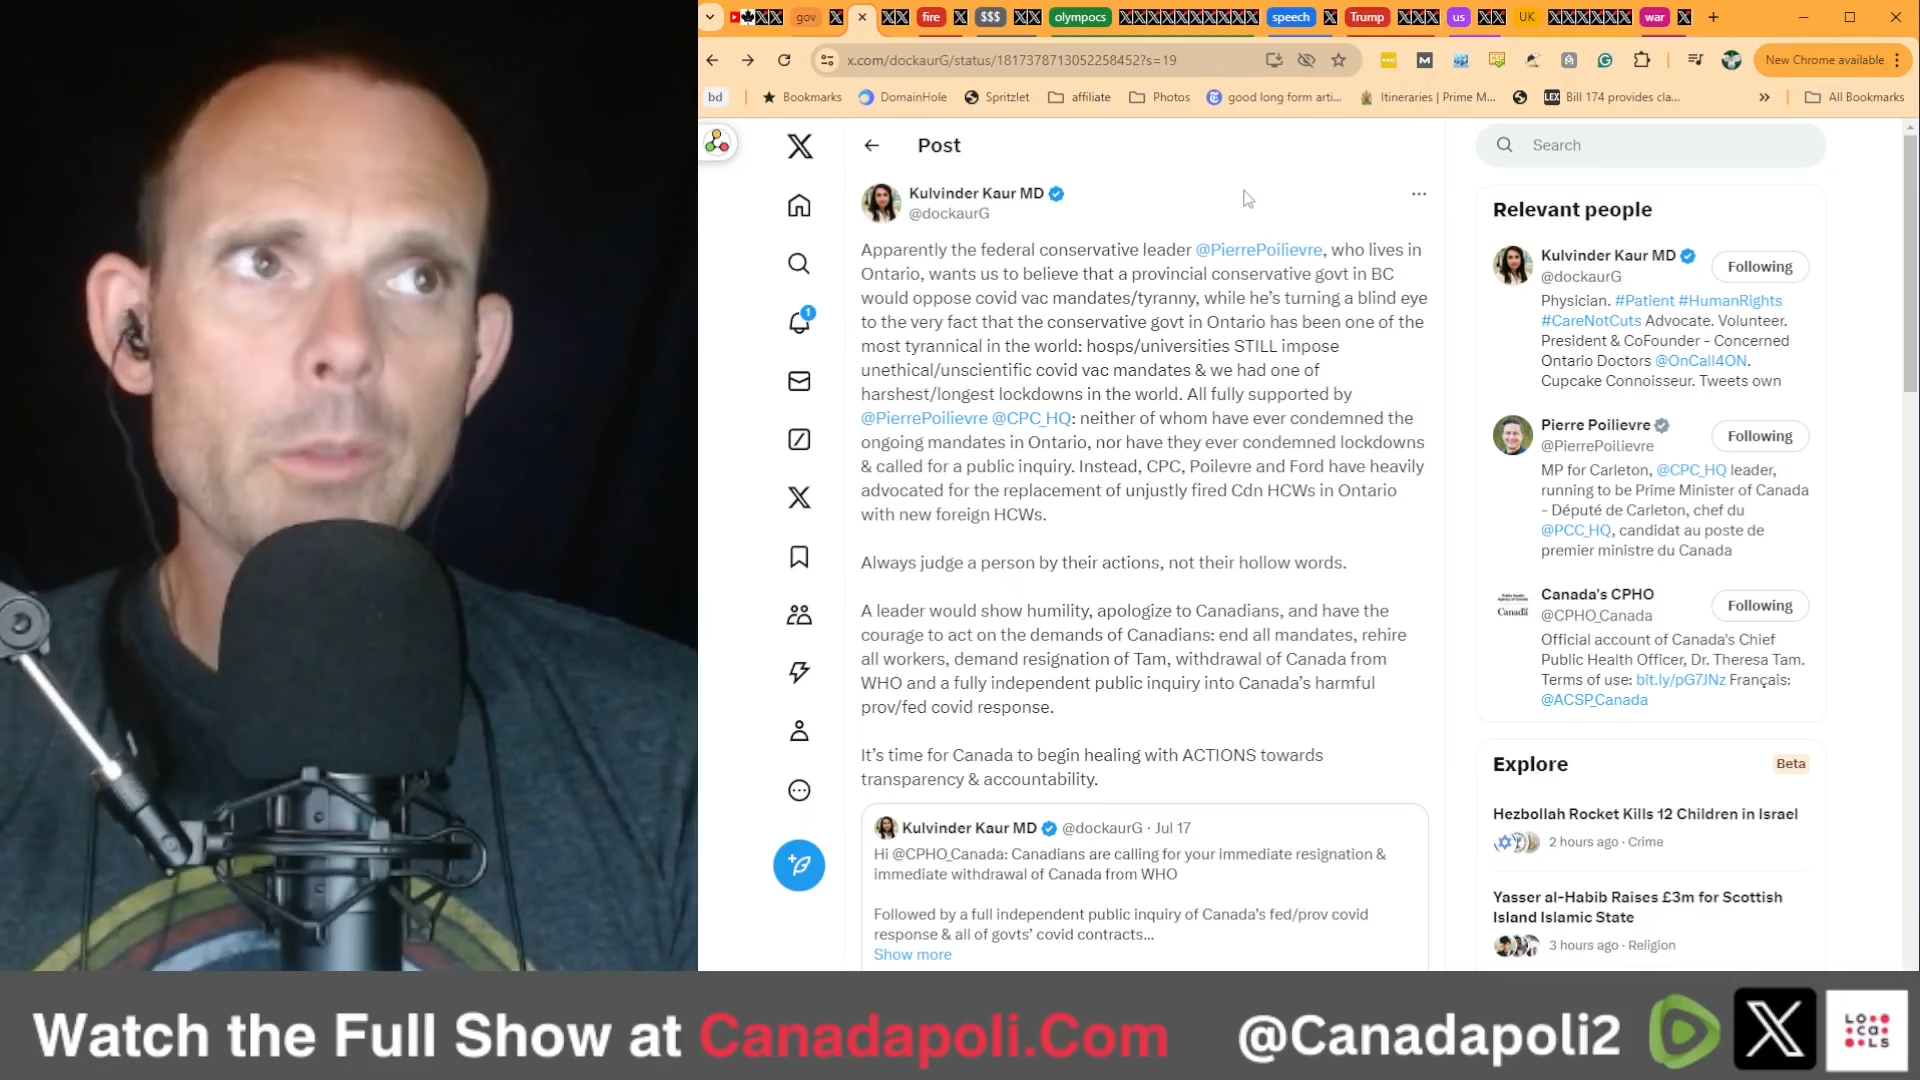 gov
fire
$$$
olympocs
speech
Trump
us
UK
war
x.com/dockaurG/status/1817378713052258452?s=19
New Chrome available
bd
Bookmarks
DomainHole
Spritzlet
affiliate
Photos
good long form arti...
Itineraries | Prime M...
LEX Bill 174 provides cla...
All Bookmarks
Post
Search
Kulvinder Kaur MD
@dockaurG
Apparently the federal conservative leader @PierrePoilievre, who lives in
Ontario, wants us to believe that a provincial conservative govt in BC
would oppose covid vac mandates/tyranny, while he's turning a blind eye
to the very fact that the conservative govt in Ontario has been one of the
most tyrannical in the world: hosps/universities STILL impose
unethical/unscientific covid vac mandates & we had one of
harshest/longest lockdowns in the world. All fully supported by
@PierrePoilievre @CPC_HQ: neither of whom have ever condemned the
ongoing mandates in Ontario, nor have they ever condemned lockdowns
& called for a public inquiry. Instead, CPC, Poilevre and Ford have heavily
advocated for the replacement of unjustly fired Cdn HCWs in Ontario
with new foreign HCWs.
Always judge a person by their actions, not their hollow words.
A leader would show humility, apologize to Canadians, and have the
courage to act on the demands of Canadians: end all mandates, rehire
all workers, demand resignation of Tam, withdrawal of Canada from
WHO and a fully independent public inquiry into Canada's harmful
prov/fed covid response.
It's time for Canada to begin healing with ACTIONS towards
transparency & accountability.
Kulvinder Kaur MD @dockaurG · Jul 17
Hi @CPHO_Canada: Canadians are calling for your immediate resignation &
immediate withdrawal of Canada from WHO
Followed by a full independent public inquiry of Canada's fed/prov covid
response & all of govts' covid contracts...
Show more
1
Relevant people
Kulvinder Kaur MD
@dockaurG
Following
Physician. #Patient #HumanRights
#CareNotCuts Advocate. Volunteer.
President & CoFounder - Concerned
Ontario Doctors @OnCall4ON.
Cupcake Connoisseur. Tweets own
Pierre Poilievre
@PierrePoilievre
Following
MP for Carleton, @CPC_HQ leader,
running to be Prime Minister of Canada
- Député de Carleton, chef du
@PCC_HQ, candidat au poste de
premier ministre du Canada
Canada's CPHO
@CPHO_Canada
Following
Official account of Canada's Chief
Public Health Officer, Dr. Theresa Tam.
Terms of use: bit.ly/pG7JNz Français:
@ACSP_Canada
Explore
Beta
Hezbollah Rocket Kills 12 Children in Israel
2 hours ago · Crime
Yasser al-Habib Raises £3m for Scottish
Island Islamic State
3 hours ago · Religion
Watch the Full Show at Canadapoli.Com
@Canadapoli2
LO
ca
LS